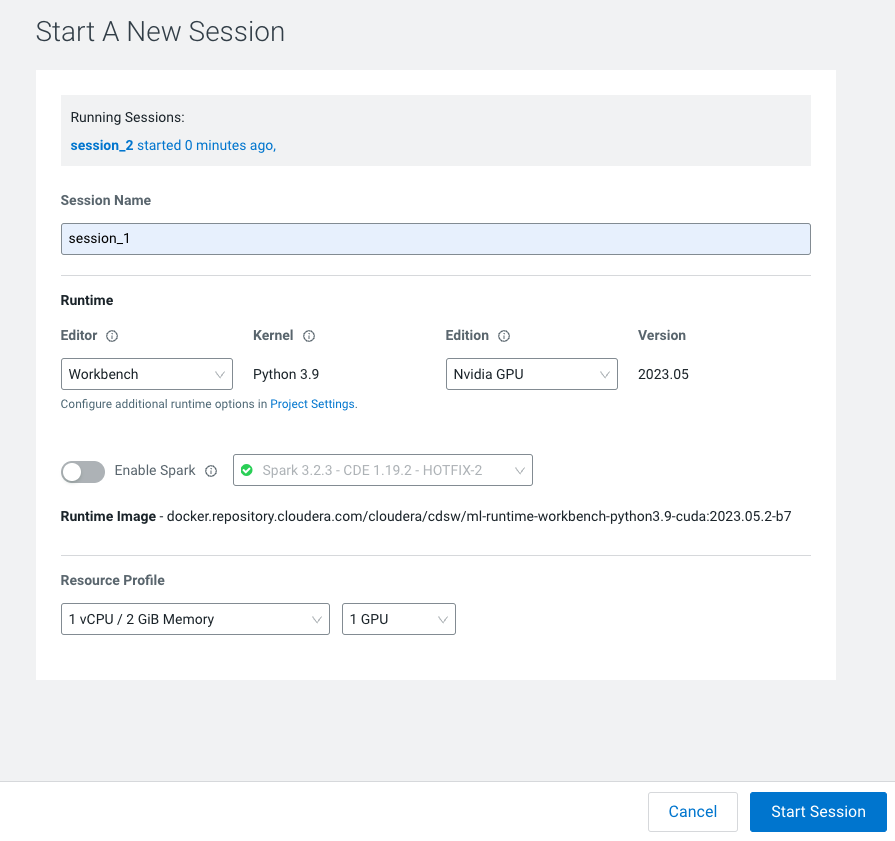 Start A New Session
Running Sessions:
session_2 started 0 minutes ago,
Session Name
session_1
Runtime
Editor Kernel Edition Version
Workbench Python 3.9 Nvidia GPU 2023.05
Configure additional runtime options in Project Settings.
Enable Spark Spark 3.2.3 - CDE 1.19.2 - HOTFIX-2
Runtime Image - docker.repository.cloudera.com/cloudera/cdsw/ml-runtime-workbench-python3.9-cuda:2023.05.2-b7
Resource Profile
1 vCPU / 2 GiB Memory 1 GPU
Cancel Start Session